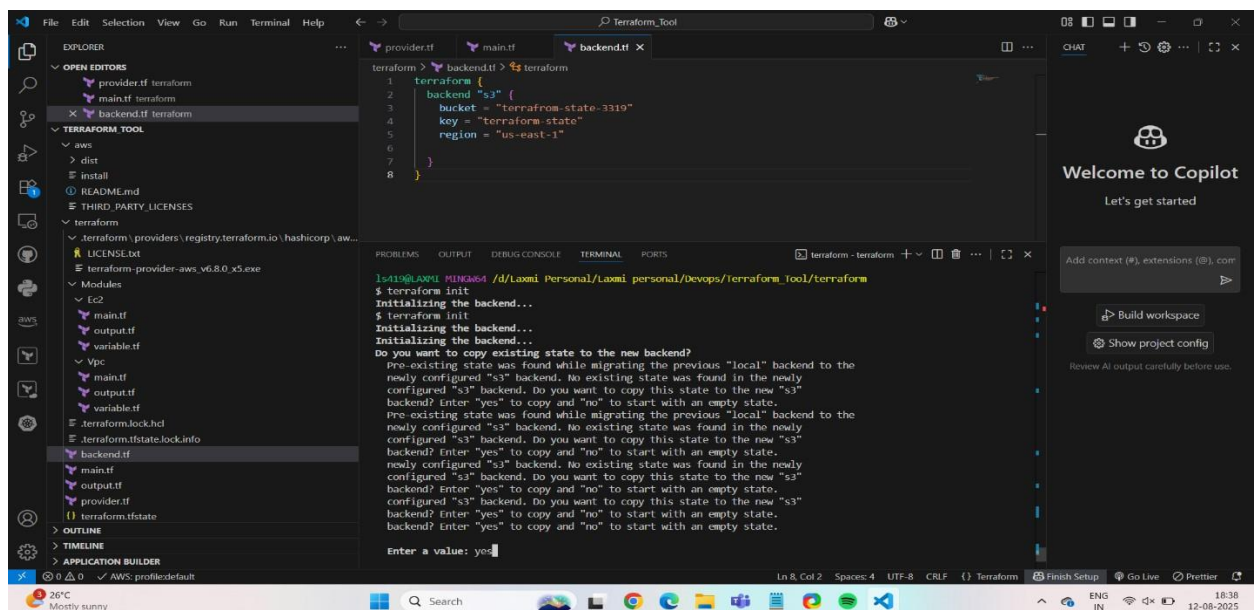 File Edit Selection View Go Run Terminal Help
Terraform_Tool
EXPLORER
OPEN EDITORS
provider.tf terraform
main.tf terraform
backend.tf terraform
TERRAFORM_TOOL
aws
dist
install
README.md
THIRD_PARTY_LICENSES
terraform
.terraform\providers\registry.terraform.io\hashicorp\aw...
LICENSE.txt
terraform-provider-aws_v6.8.0_x5.exe
Modules
Ec2
main.tf
output.tf
variable.tf
Vpc
main.tf
output.tf
variable.tf
.terraform.lock.hcl
.terraform.tfstate.lock.info
backend.tf
main.tf
output.tf
provider.tf
{} terraform.tfstate
OUTLINE
TIMELINE
APPLICATION BUILDER
aws
1
provider.tf main.tf backend.tf
terraform > backend.tf > terraform
1 terraform {
2 backend "s3" {
3 bucket = "terrafrom-state-3319"
4 key = "terraform-state"
5 region = "us-east-1"
6
7 }
8 }
PROBLEMS OUTPUT DEBUG CONSOLE TERMINAL PORTS
terraform - terraform
ls419@LAXMI MINGW64 /d/Laxmi Personal/Laxmi personal/Devops/Terraform_Tool/terraform
$ terraform init
Initializing the backend...
$ terraform init
Initializing the backend...
Initializing the backend...
Do you want to copy existing state to the new backend?
Pre-existing state was found while migrating the previous "local" backend to the
newly configured "s3" backend. No existing state was found in the newly
configured "s3" backend. Do you want to copy this state to the new "s3"
backend? Enter "yes" to copy and "no" to start with an empty state.
Pre-existing state was found while migrating the previous "local" backend to the
newly configured "s3" backend. No existing state was found in the newly
configured "s3" backend. Do you want to copy this state to the new "s3"
backend? Enter "yes" to copy and "no" to start with an empty state.
newly configured "s3" backend. No existing state was found in the newly
configured "s3" backend. Do you want to copy this state to the new "s3"
backend? Enter "yes" to copy and "no" to start with an empty state.
configured "s3" backend. Do you want to copy this state to the new "s3"
backend? Enter "yes" to copy and "no" to start with an empty state.
backend? Enter "yes" to copy and "no" to start with an empty state.
Enter a value: yes
CHAT
Welcome to Copilot
Let's get started
Add context (#), extensions (@), com
Build workspace
Show project config
Review AI output carefully before use.
0 0 AWS: profile:default
Ln 8, Col 2 Spaces: 4 UTF-8 CRLF {} Terraform Finish Setup Go Live Prettier
3
26°C
Mostly sunny
Search
ENG
IN
18:38
12-08-2025